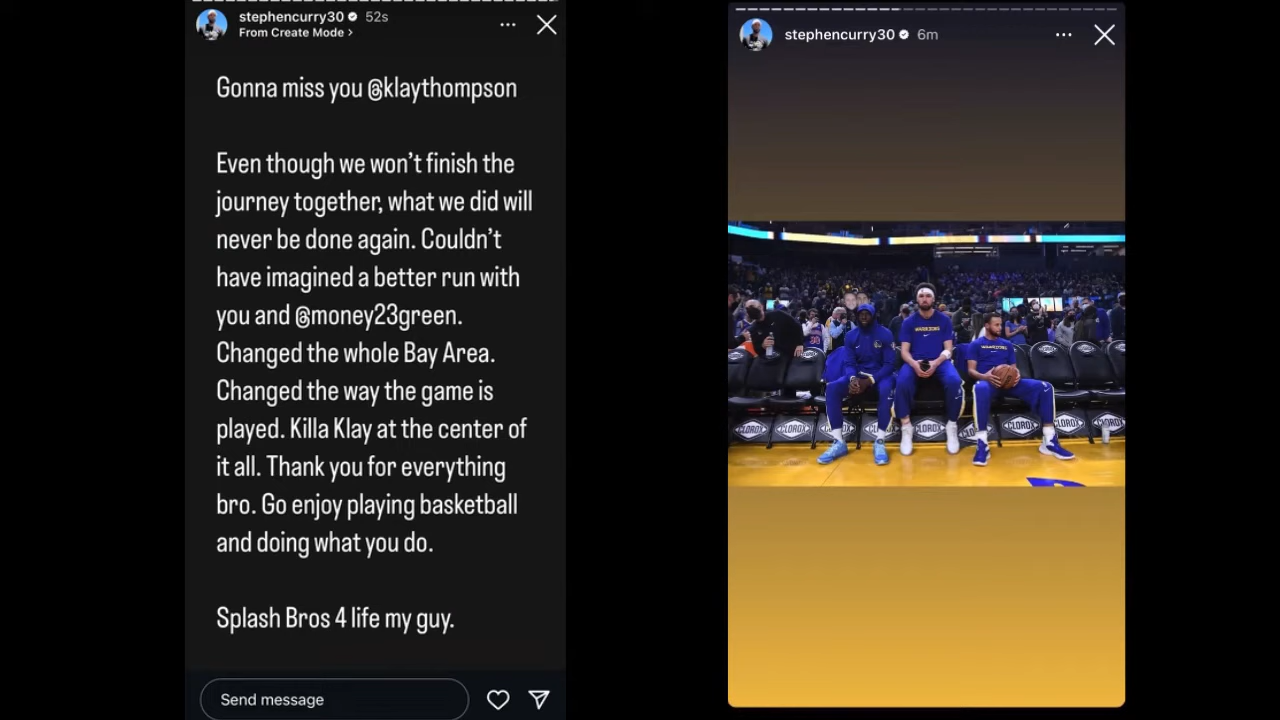 stephencurry30 52s
From Create Mode >
Gonna miss you @klaythompson
Even though we won't finish the
journey together, what we did will
never be done again. Couldn't
have imagined a better run with
you and @money23green.
Changed the whole Bay Area.
Changed the way the game is
played. Killa Klay at the center of
it all. Thank you for everything
bro. Go enjoy playing basketball
and doing what you do.
Splash Bros 4 life my guy.
Send message
stephencurry30 6m
WARRIORS
WARRIORS
30
CLOROX
CLOROX
CLOROX
CLOROX
CLOROX
CLOROX